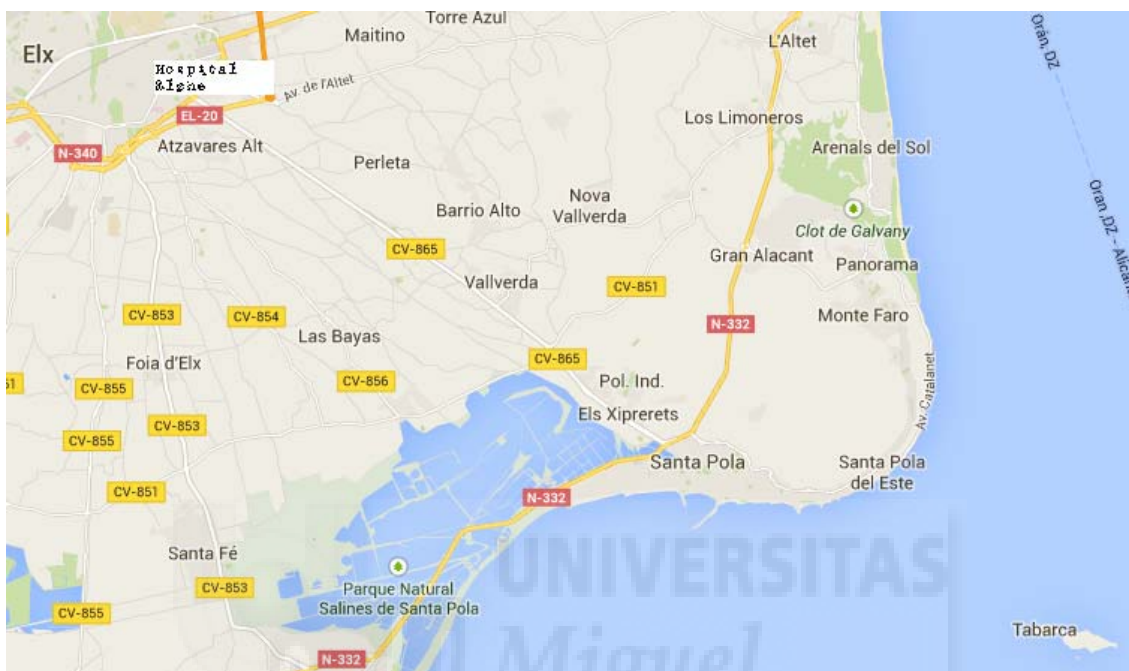 Torre Azul
Maitino
Elx
L'Altet
Hospital
Elche
Av. de l'Altet
EL-20
Los Limoneros
Atzavares Alt
Arenals del Sol
N-340
Perleta
Nova
Vallverda
Barrio Alto
Clot de Galvany
CV-865
Gran Alacant
Panorama
Vallverda
CV-851
CV-853
CV-854
Monte Faro
N-332
Las Bayas
CV-865
Foia d'Elx
Pol. Ind.
CV-856
CV-855
Els Xiprerets
Av. Catalanet
CV-853
CV-855
Santa Pola
Santa Pola
del Este
CV-851
N-332
Santa Fé
CV-853
Parque Natural
Salines de Santa Pola
CV-855
N-332
Tabarca
Orán, DZ
Oran ,DZ - Alican
UNIVERSITAS
Miguel